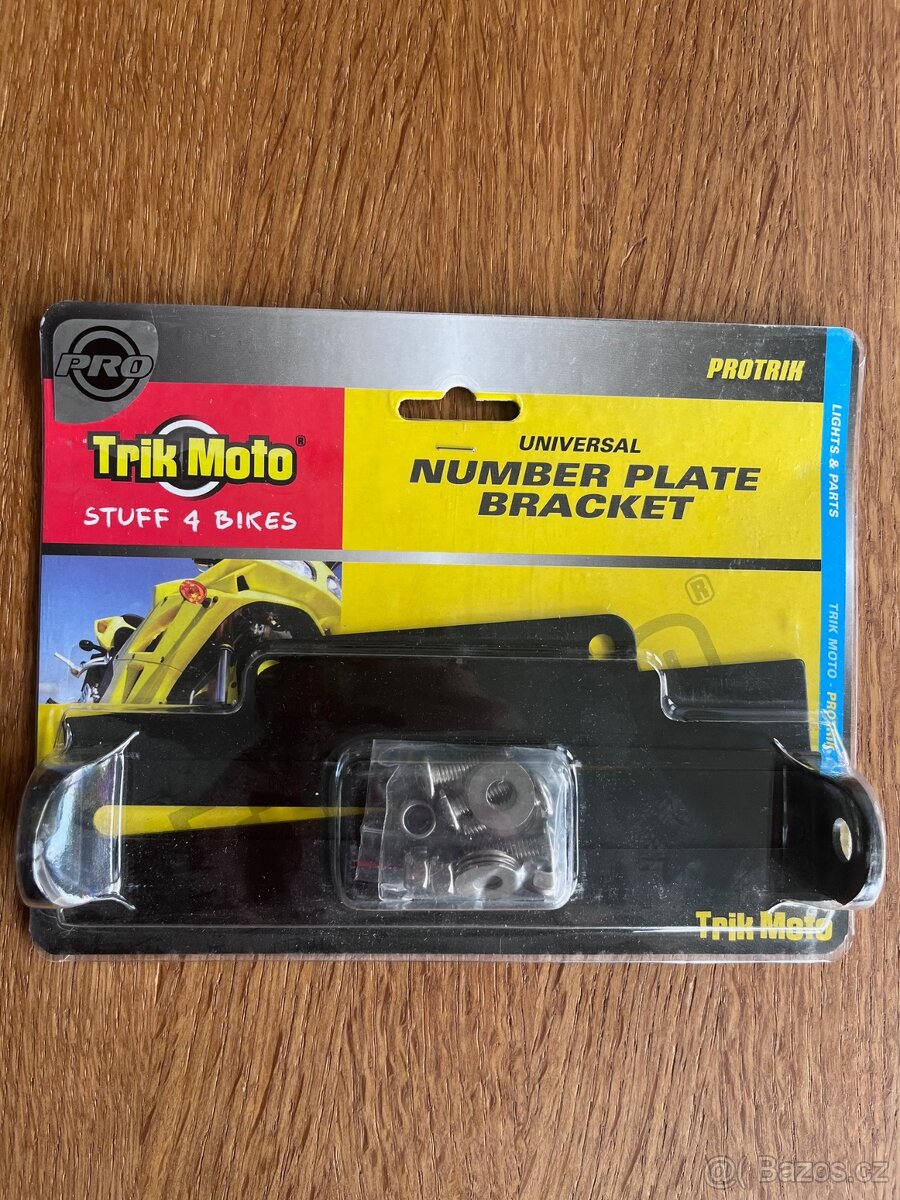 PRO
PROTRIK
Trik Moto®
STUFF 4 BIKES
UNIVERSAL
NUMBER PLATE
BRACKET
LIGHTS & PARTS
TRIK MOTO - PROTRIK
®
Trik Moto
© Bazos.cz